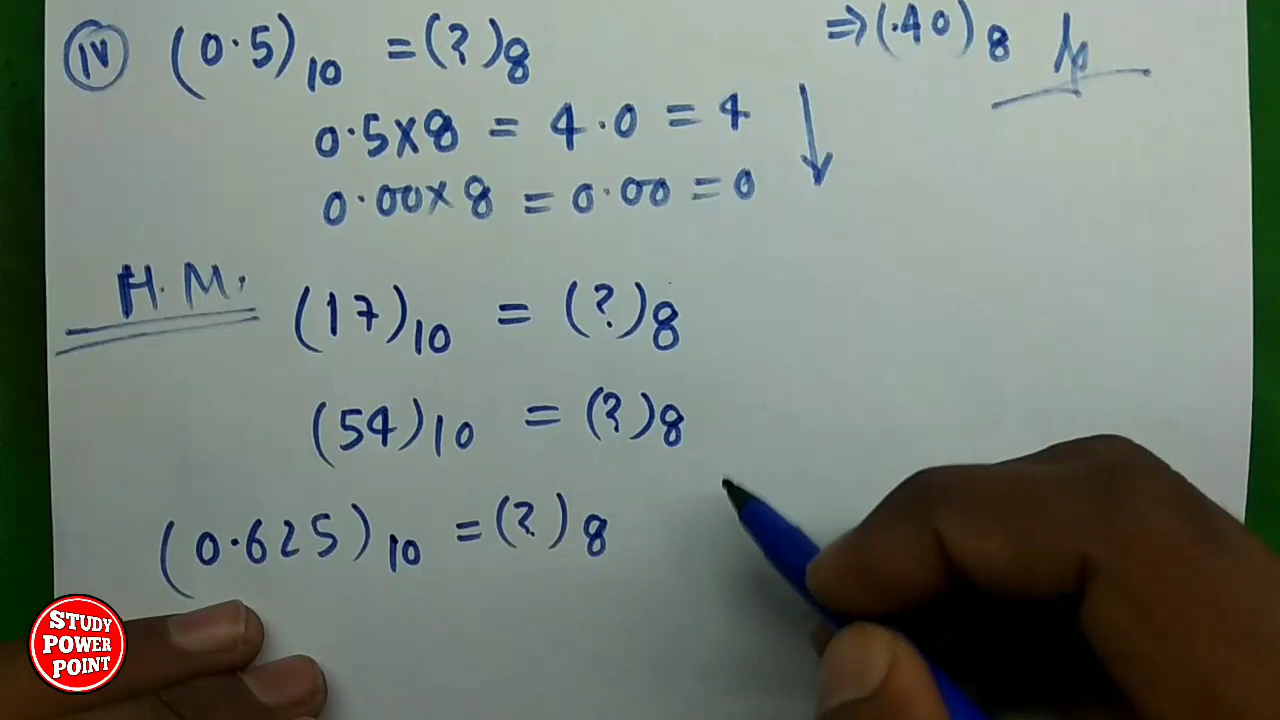 (IV) (0.5)10 = (?)8
⇒ (.40)8
0.5×8 = 4.0 = 4
0.00×8 = 0.00 = 0
H.M.
(17)10 = (?)8
(54)10 = (?)8
(0.625)10 = (?)8
STUDY
POWER
POINT